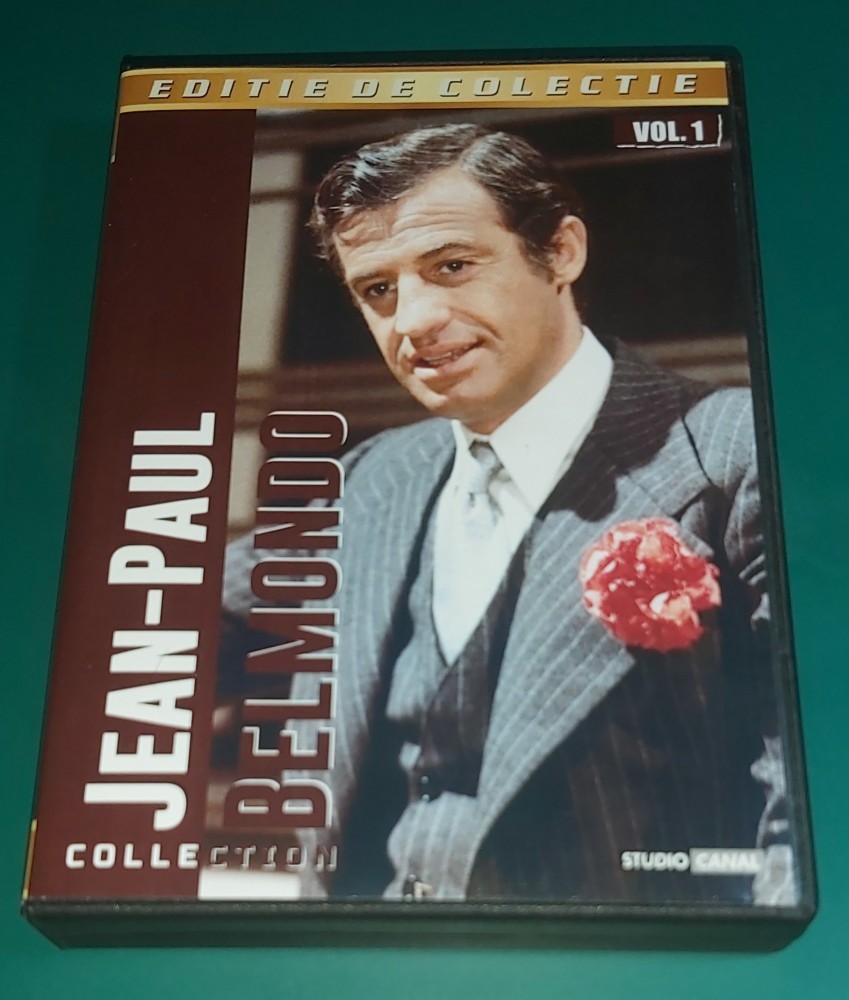 EDITIE DE COLECTIE
VOL. 1
JEAN-PAUL
BELMONDO
COLLECTION
STUDIO CANAL